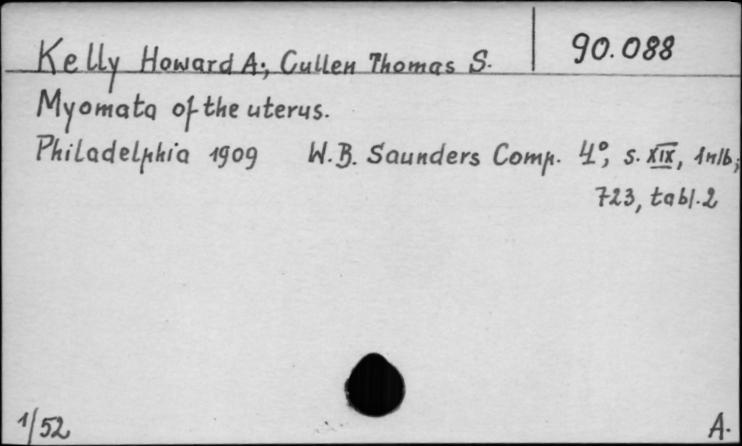 Kelly Howard A., Cullen Thomas S. 90.088
Myomata of the uterus.
Philadelphia 1909 W.B. Saunders Comp. 4°, s. XIX, 1nlb,
723, tabl. 2
1/52 A.